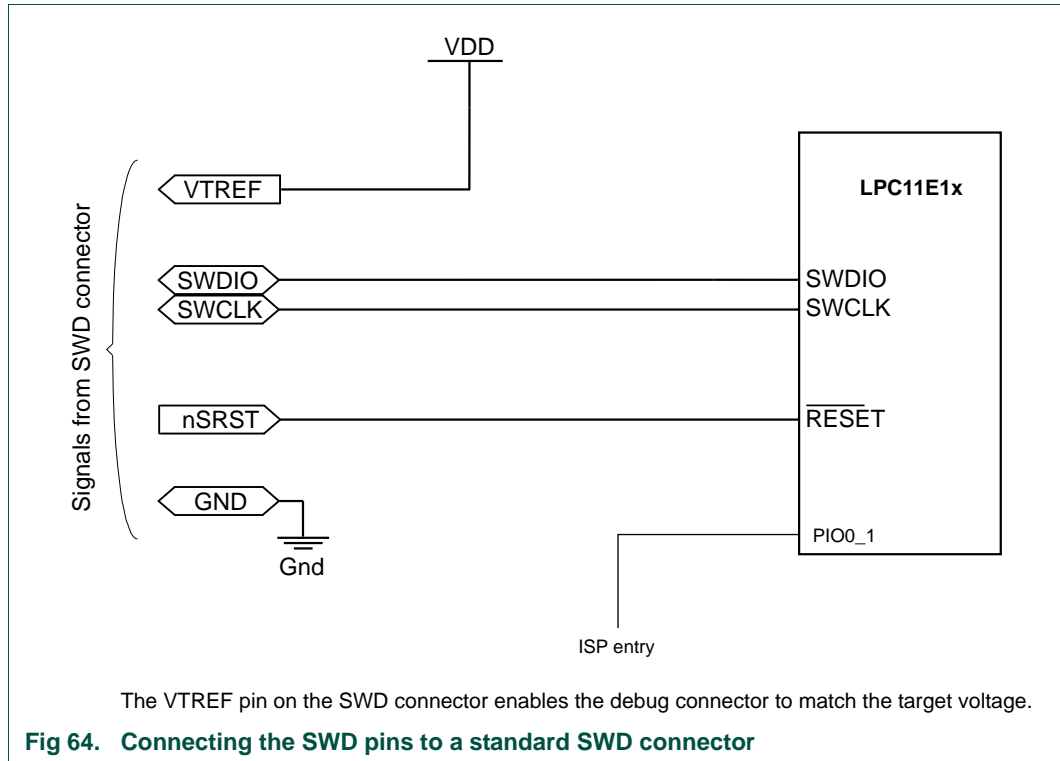 VDD
VTREF
LPC11E1x
Signals from SWD connector
SWDIO
SWDIO
SWCLK
SWCLK
nSRST
RESET
GND
Gnd
PIO0_1
ISP entry
The VTREF pin on the SWD connector enables the debug connector to match the target voltage.
Fig 64. Connecting the SWD pins to a standard SWD connector